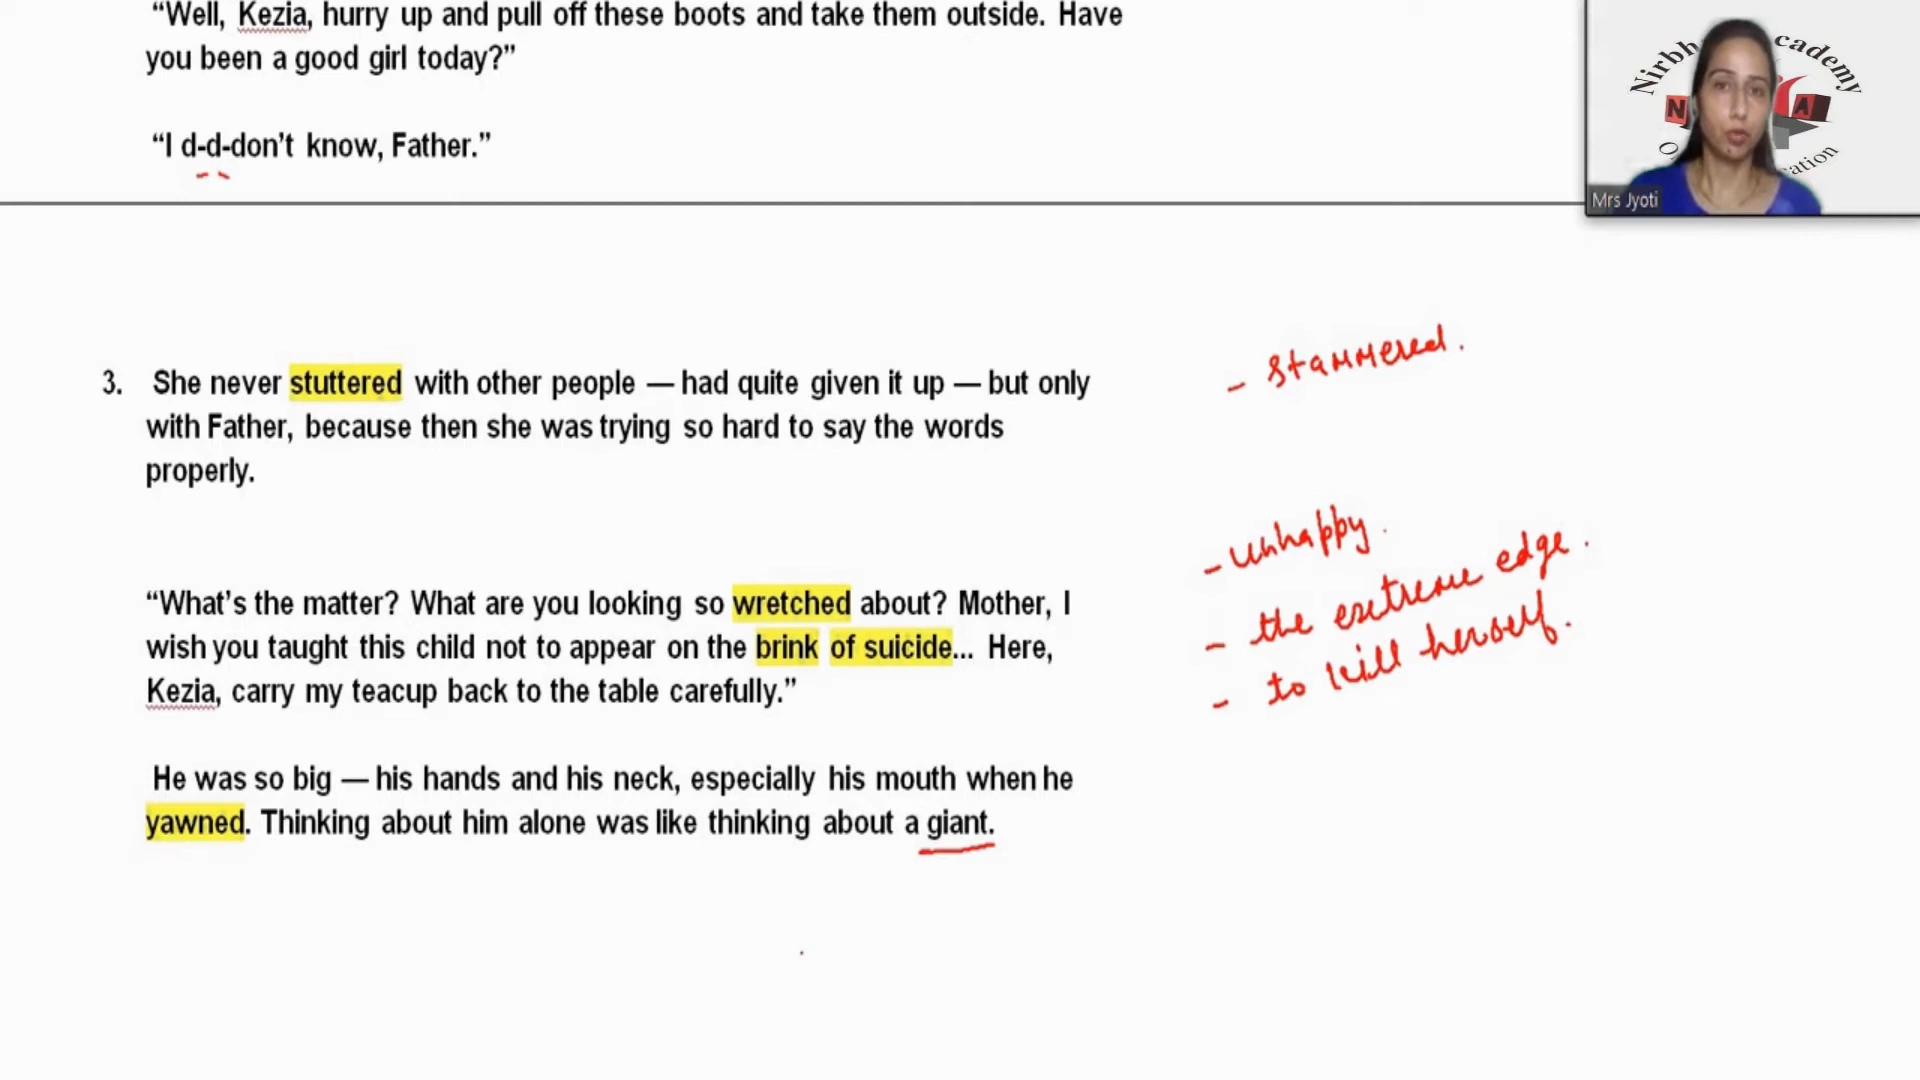 “Well, Kezia, hurry up and pull off these boots and take them outside. Have
you been a good girl today?”
“I d-d-don’t know, Father.”
N A
Mrs Jyoti
3. She never stuttered with other people — had quite given it up — but only
with Father, because then she was trying so hard to say the words
properly.
- stammered.
“What’s the matter? What are you looking so wretched about? Mother, I
wish you taught this child not to appear on the brink of suicide... Here,
Kezia, carry my teacup back to the table carefully.”
- unhappy.
- the extreme edge.
- to kill herself.
He was so big — his hands and his neck, especially his mouth when he
yawned. Thinking about him alone was like thinking about a giant.